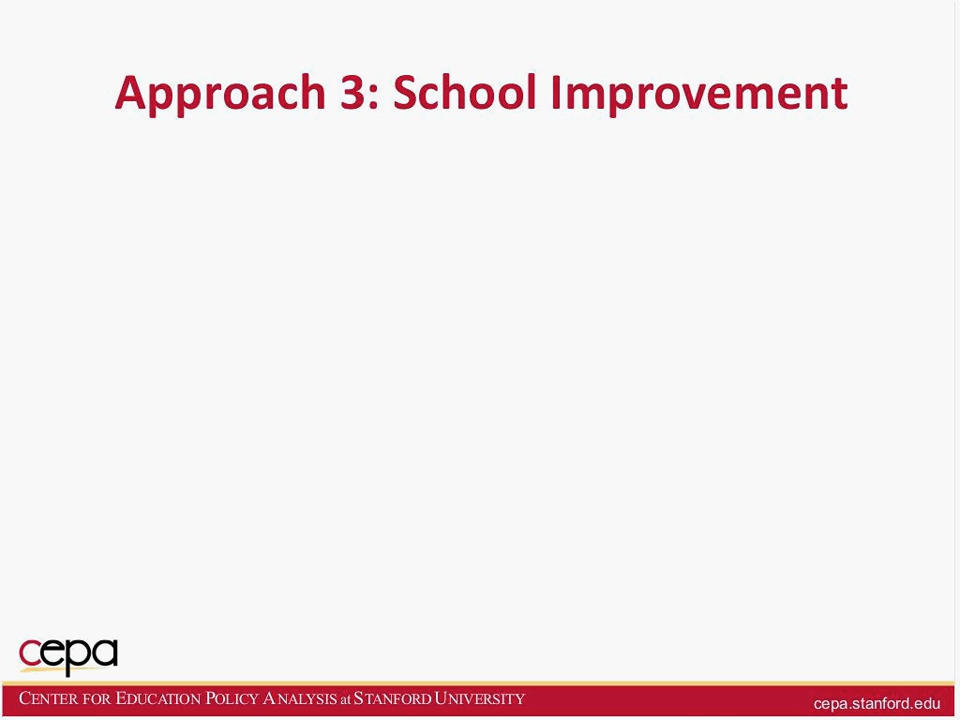 Approach 3: School Improvement
cepa
CENTER FOR EDUCATION POLICY ANALYSIS at STANFORD UNIVERSITY
cepa.stanford.edu